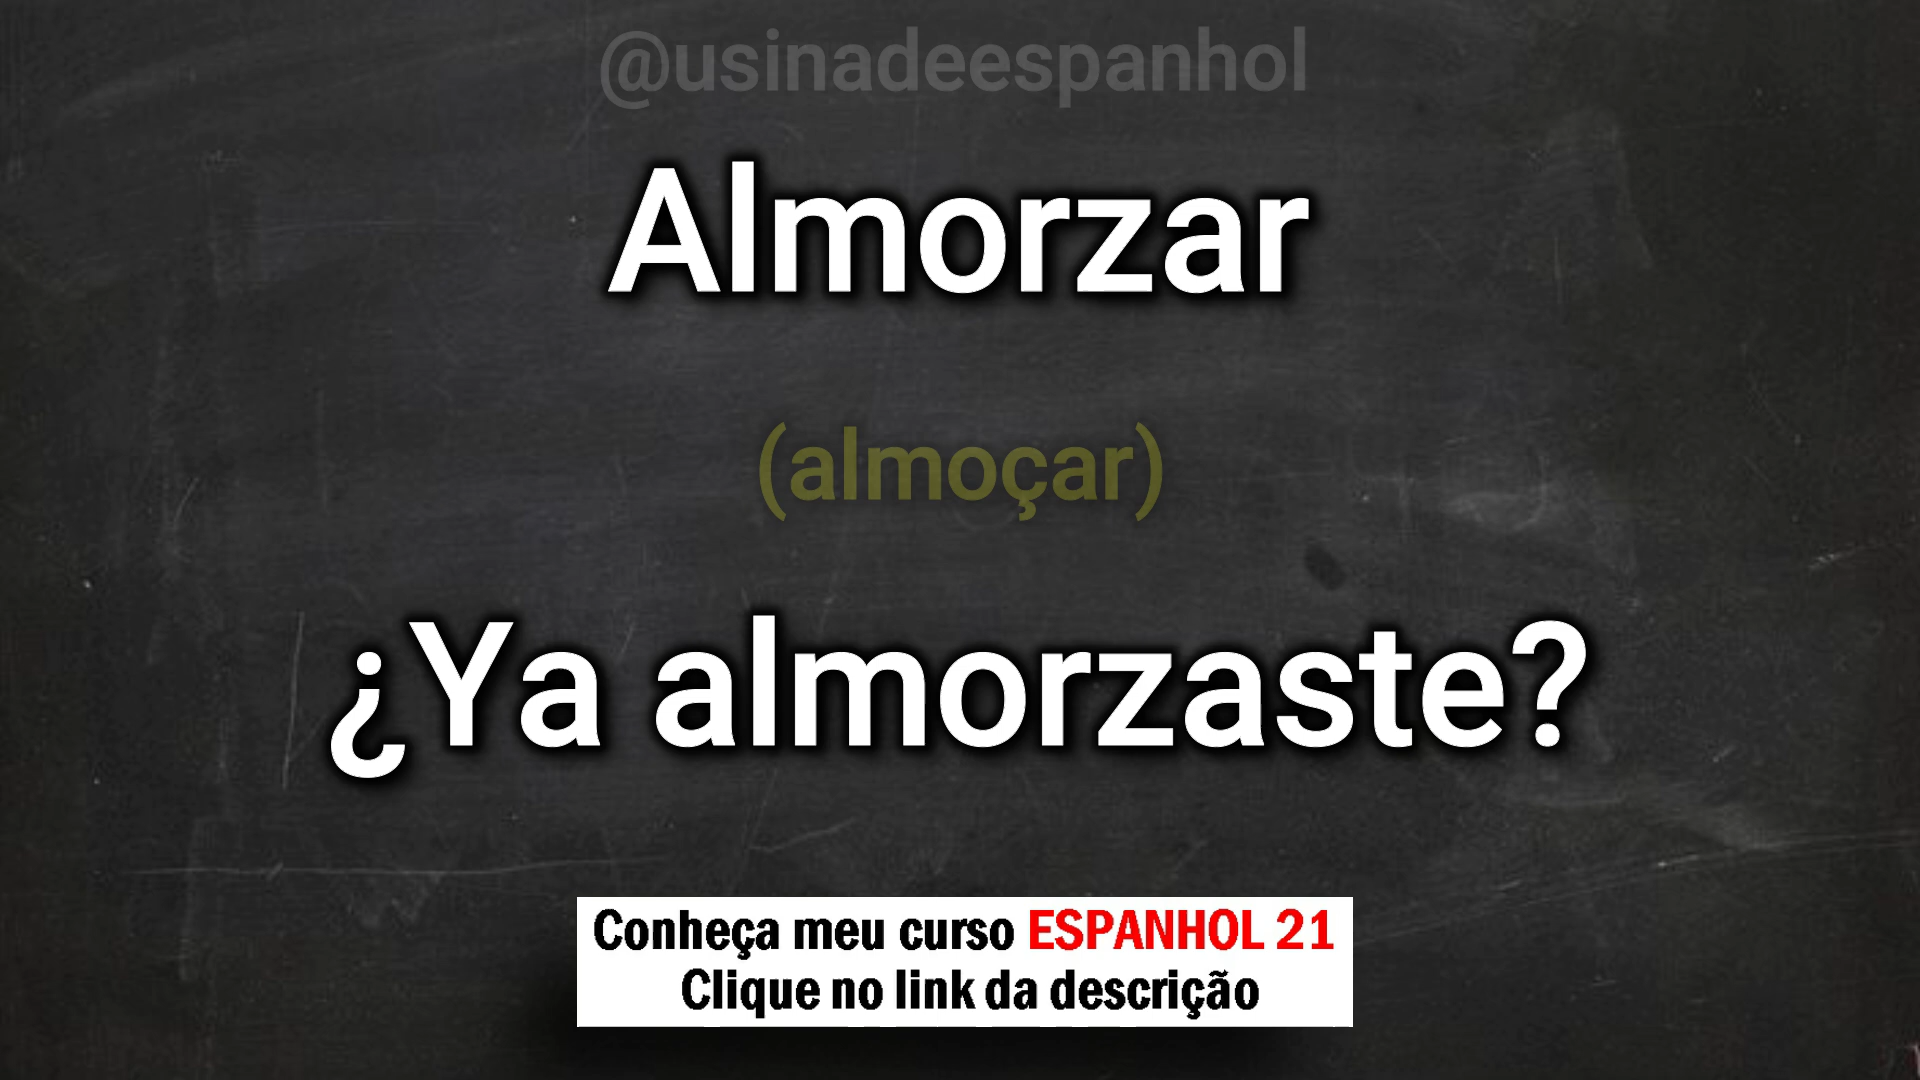 @usinadeespanhol
Almorzar
(almoçar)
¿Ya almorzaste?
Conheça meu curso ESPANHOL 21
Clique no link da descrição